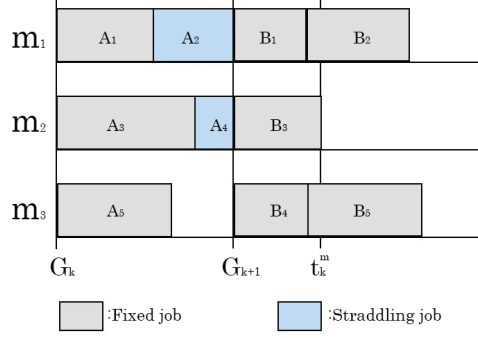 m1 A1 A2 B1 B2
m2 A3 A4 B3
m3 A5 B4 B5
Gk Gk+1 tkm
:Fixed job :Straddling job